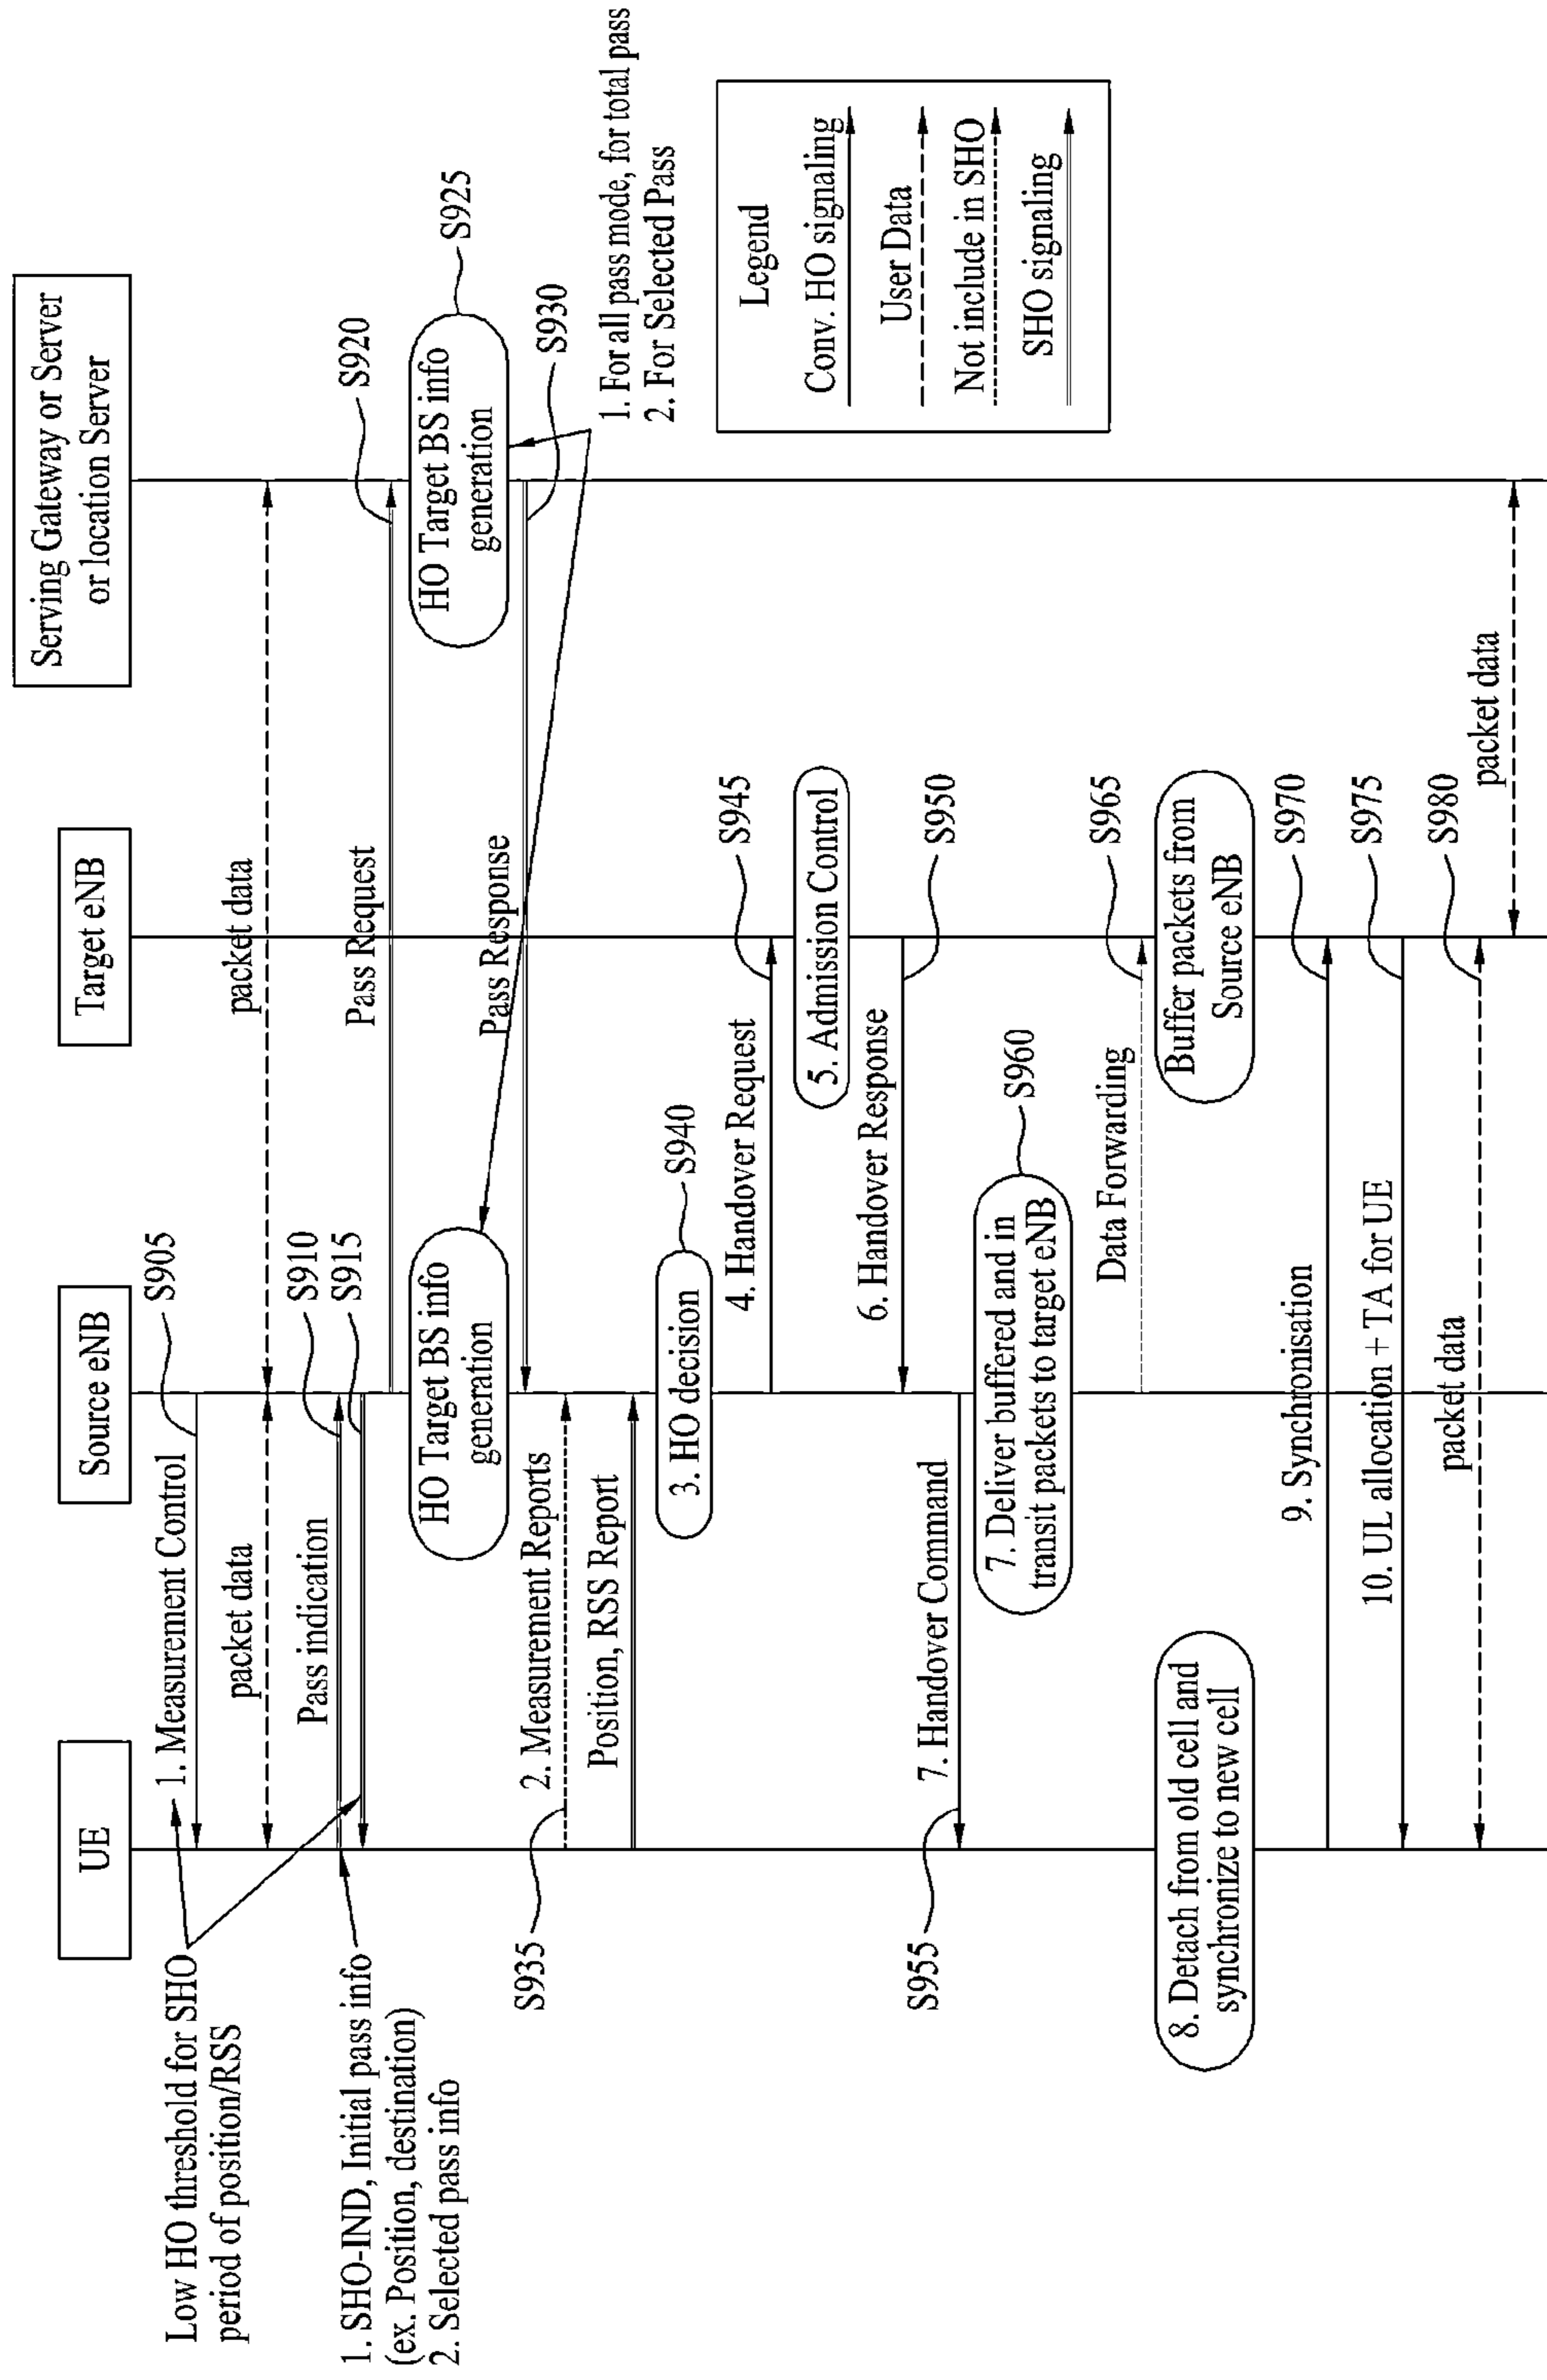 UE
Source eNB
Target eNB
Serving Gateway or Server
or location Server
Low HO threshold for SHO
period of position/RSS
1. Measurement Control
S905
packet data
packet data
1. SHO-IND, Initial pass info
(ex. Position, destination)
2. Selected pass info
Pass indication
S910
S915
Pass Request
S920
HO Target BS info
generation
HO Target BS info
generation
S925
Pass Response
S930
1. For all pass mode, for total pass
2. For Selected Pass
S935
2. Measurement Reports
Position, RSS Report
3. HO decision
S940
4. Handover Request
S945
5. Admission Control
6. Handover Response
S950
S955
7. Handover Command
7. Deliver buffered and in
transit packets to target eNB
S960
Data Forwarding
S965
8. Detach from old cell and
synchronize to new cell
Buffer packets from
Source eNB
9. Synchronisation
S970
10. UL allocation + TA for UE
S975
packet data
S980
packet data
Legend
Conv. HO signaling
User Data
Not include in SHO
SHO signaling